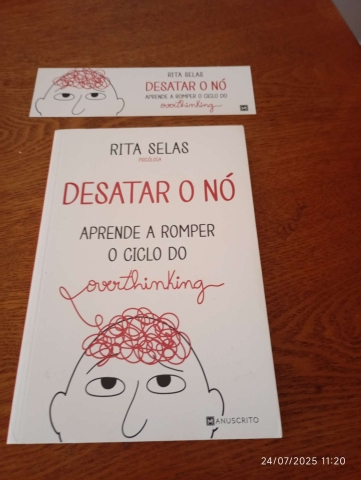 RITA SELAS
DESATAR O NÓ
APRENDE A ROMPER O CICLO DO
overthinking
RITA SELAS
PSICÓLOGA
DESATAR O NÓ
APRENDE A ROMPER
O CICLO DO
overthinking
MANUSCRITO
24/07/2025 11:20